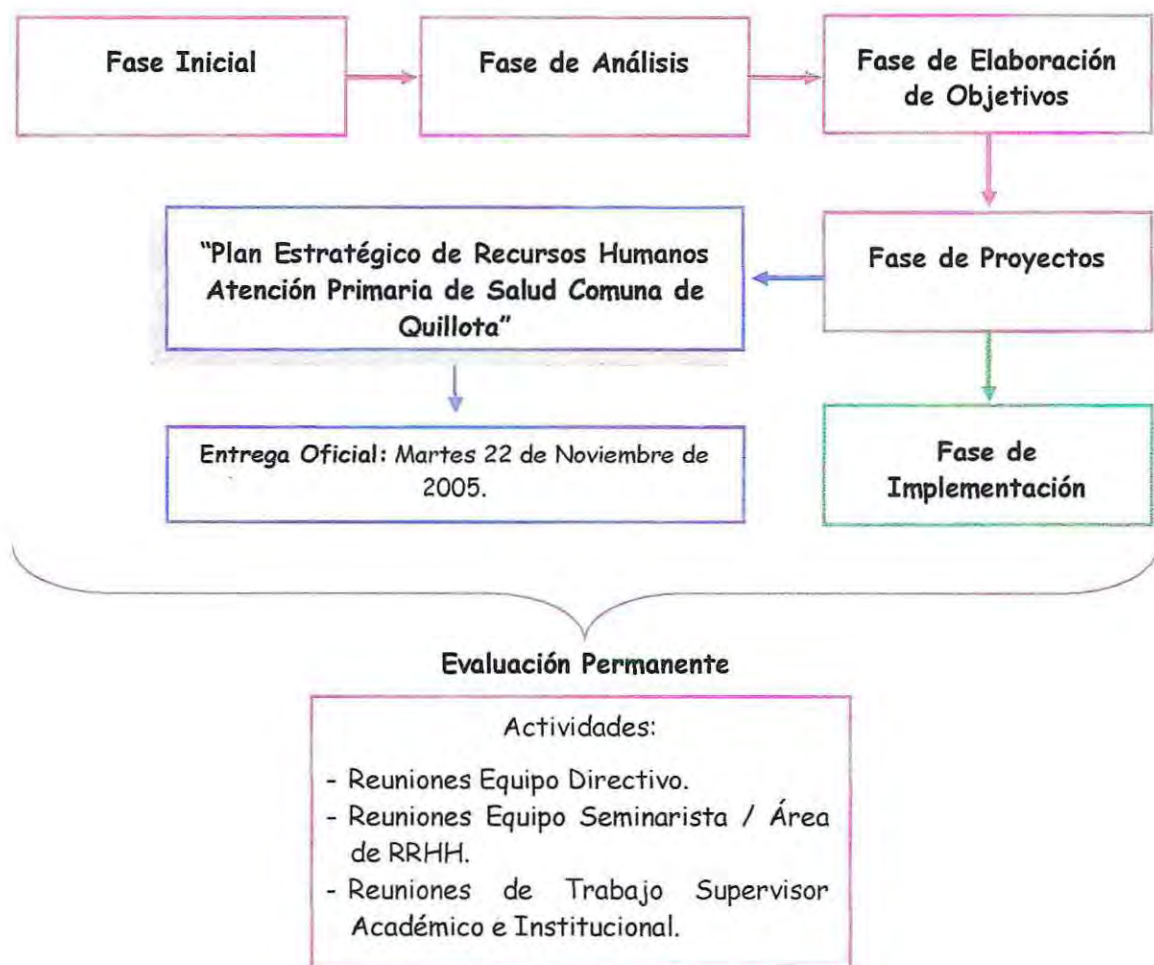 Fase Inicial
Fase de Análisis
Fase de Elaboración
de Objetivos
Fase de Proyectos
"Plan Estratégico de Recursos Humanos
Atención Primaria de Salud Comuna de
Quillota"
Entrega Oficial: Martes 22 de Noviembre de
2005.
Fase de
Implementación
Evaluación Permanente
Actividades:
- Reuniones Equipo Directivo.
- Reuniones Equipo Seminarista / Área
de RRHH.
- Reuniones de Trabajo Supervisor
Académico e Institucional.